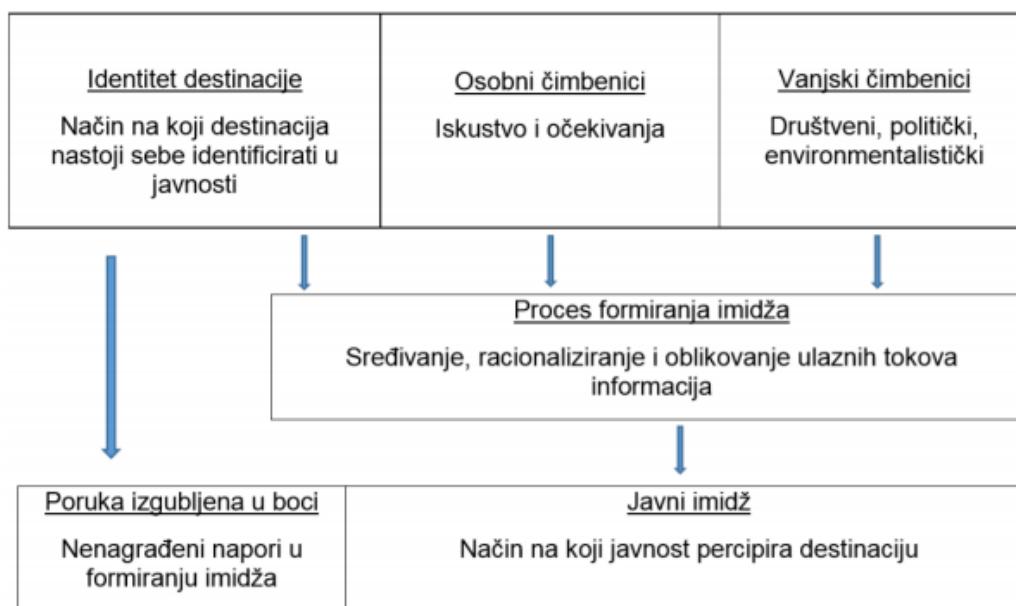 Identitet destinacije
Način na koji destinacija
nastoji sebe identificirati u
javnosti
Osobni čimbenici
Iskustvo i očekivanja
Vanjski čimbenici
Društveni, politički,
environmentalistički
Proces formiranja imidža
Sređivanje, racionaliziranje i oblikovanje ulaznih tokova
informacija
Poruka izgubljena u boci
Nenagrađeni napori u
formiranju imidža
Javni imidž
Način na koji javnost percipira destinaciju